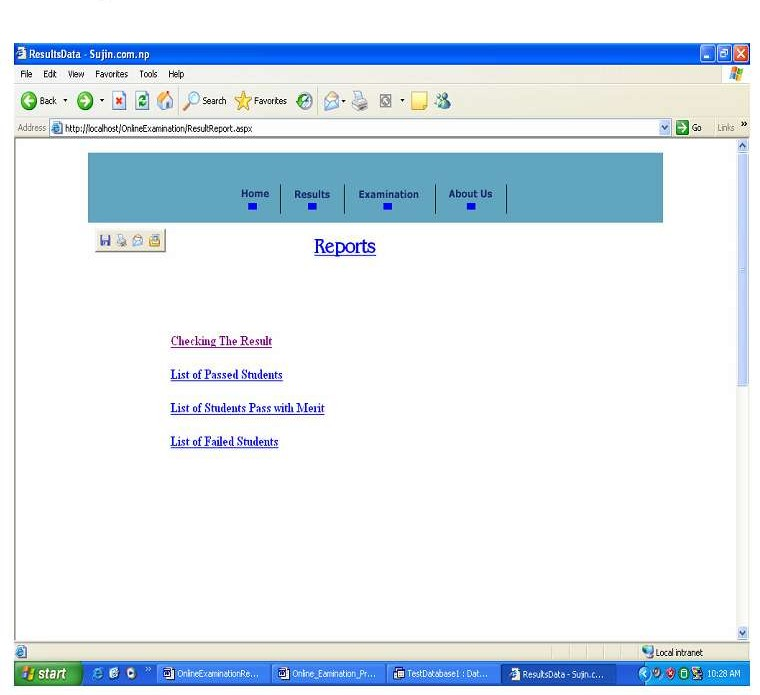 ResultsData - Sujin.com.np
File Edit View Favorites Tools Help
Back Search Favorites
Address http://localhost/OnlineExamination/ResultReport.aspx Go Links »
Home Results Examination About Us
Reports
Checking The Result
List of Passed Students
List of Students Pass with Merit
List of Failed Students
Local intranet
start » OnlineExaminationRe... Online_Eamination_Pr... TestDatabase1 : Dat... ResultsData - Sujin.c... 10:28 AM